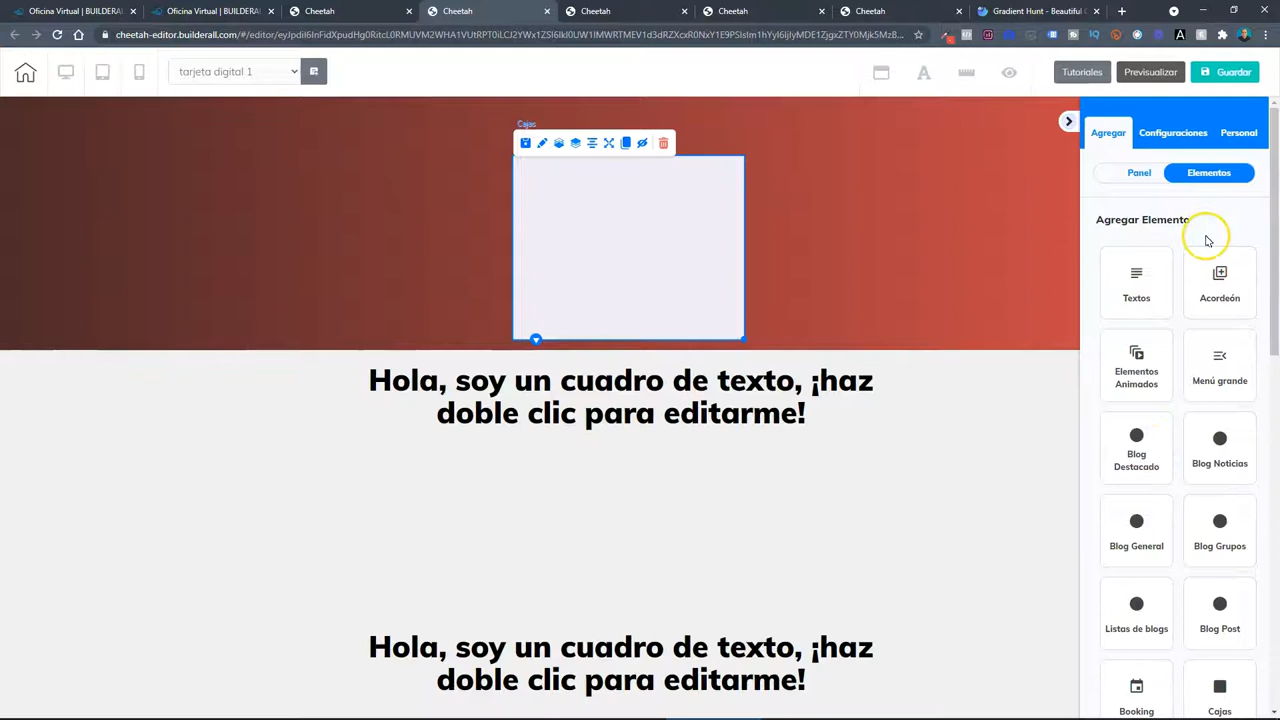 Oficina Virtual | BUILDERAL
Oficina Virtual | BUILDERAL
Cheetah
Cheetah
Cheetah
Cheetah
Cheetah
Gradient Hunt - Beautiful C
tarjeta digital 1
Tutoriales
Previsualizar
Guardar
Cajas
Agregar
Configuraciones
Personal
Panel
Elementos
Agregar Elemento
Textos
Acordeón
Elementos
Animados
Menú grande
Blog
Destacado
Blog Noticias
Blog General
Blog Grupos
Listas de blogs
Blog Post
Booking
Cajas
Hola, soy un cuadro de texto, ¡haz
doble clic para editarme!
Hola, soy un cuadro de texto, ¡haz
doble clic para editarme!